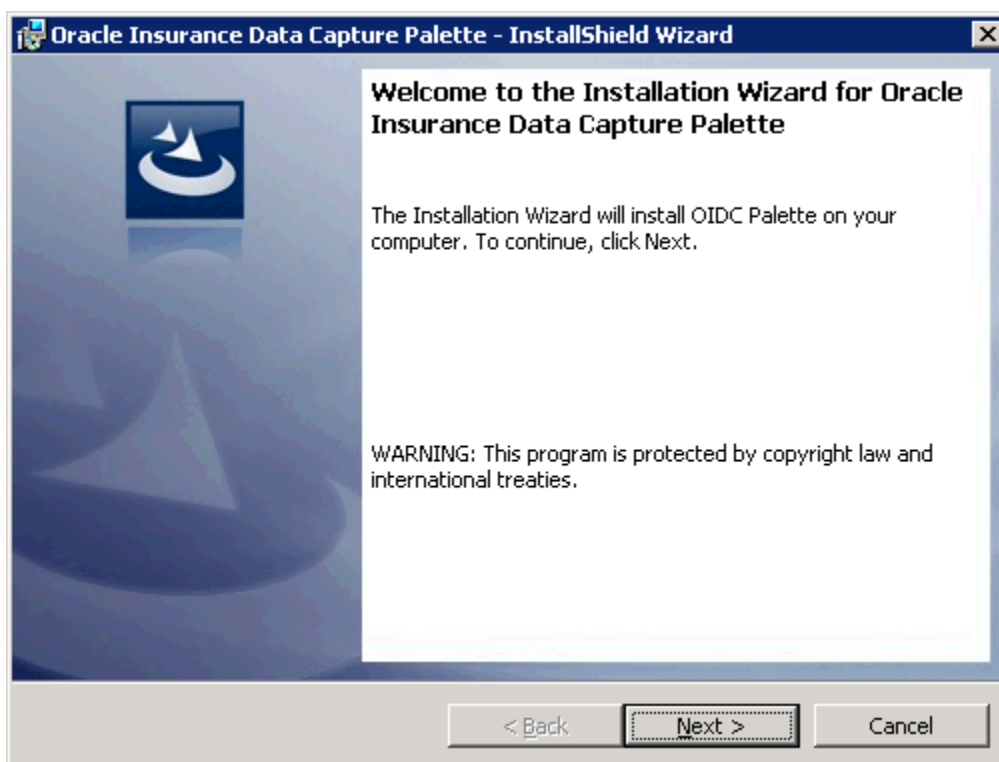 Oracle Insurance Data Capture Palette - InstallShield Wizard
Welcome to the Installation Wizard for Oracle
Insurance Data Capture Palette
The Installation Wizard will install OIDC Palette on your
computer. To continue, click Next.
WARNING: This program is protected by copyright law and
international treaties.
< Back
Next >
Cancel